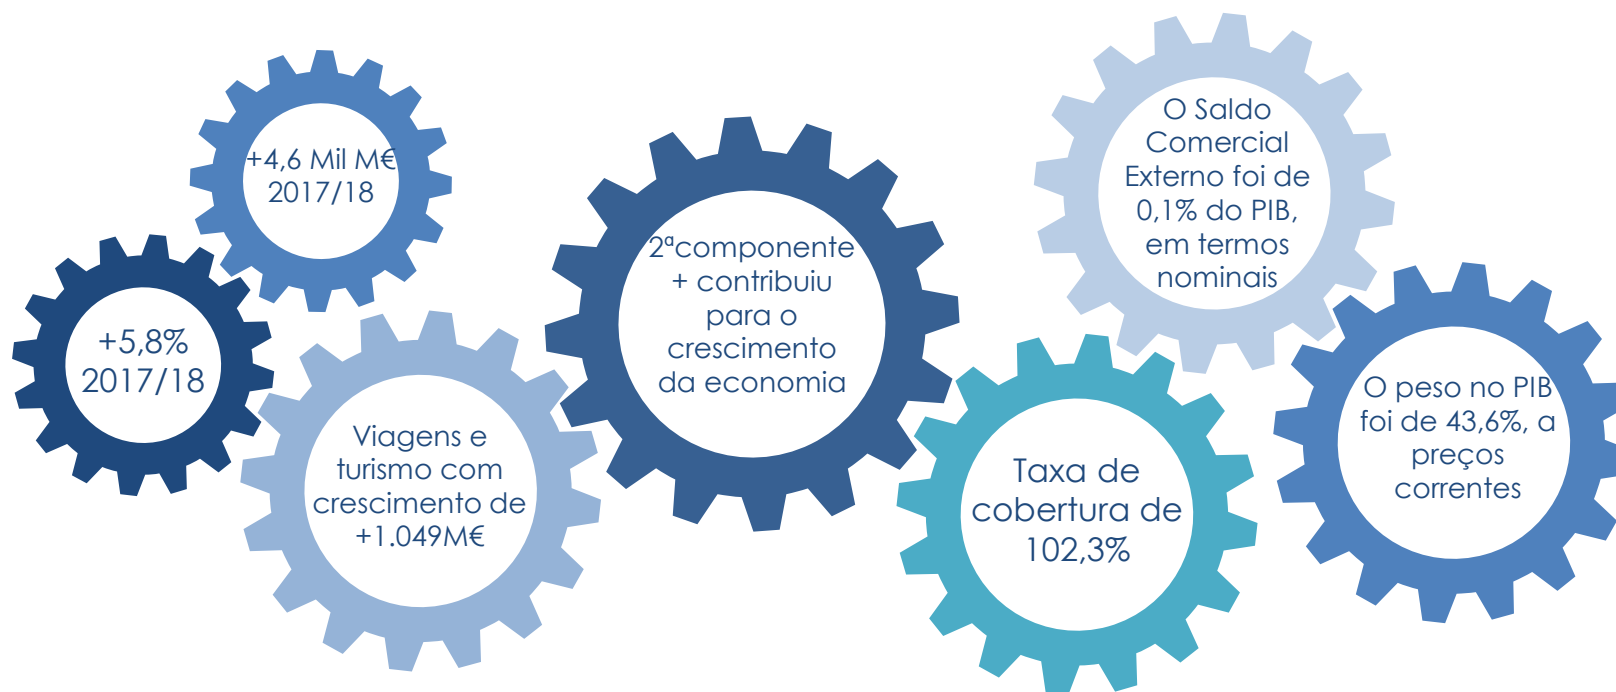 +4,6 Mil M€
2017/18
+5,8%
2017/18
Viagens e
turismo com
crescimento de
+1.049M€
2ªcomponente
+ contribuiu
para o
crescimento
da economia
O Saldo
Comercial
Externo foi de
0,1% do PIB,
em termos
nominais
Taxa de
cobertura de
102,3%
O peso no PIB
foi de 43,6%, a
preços
correntes